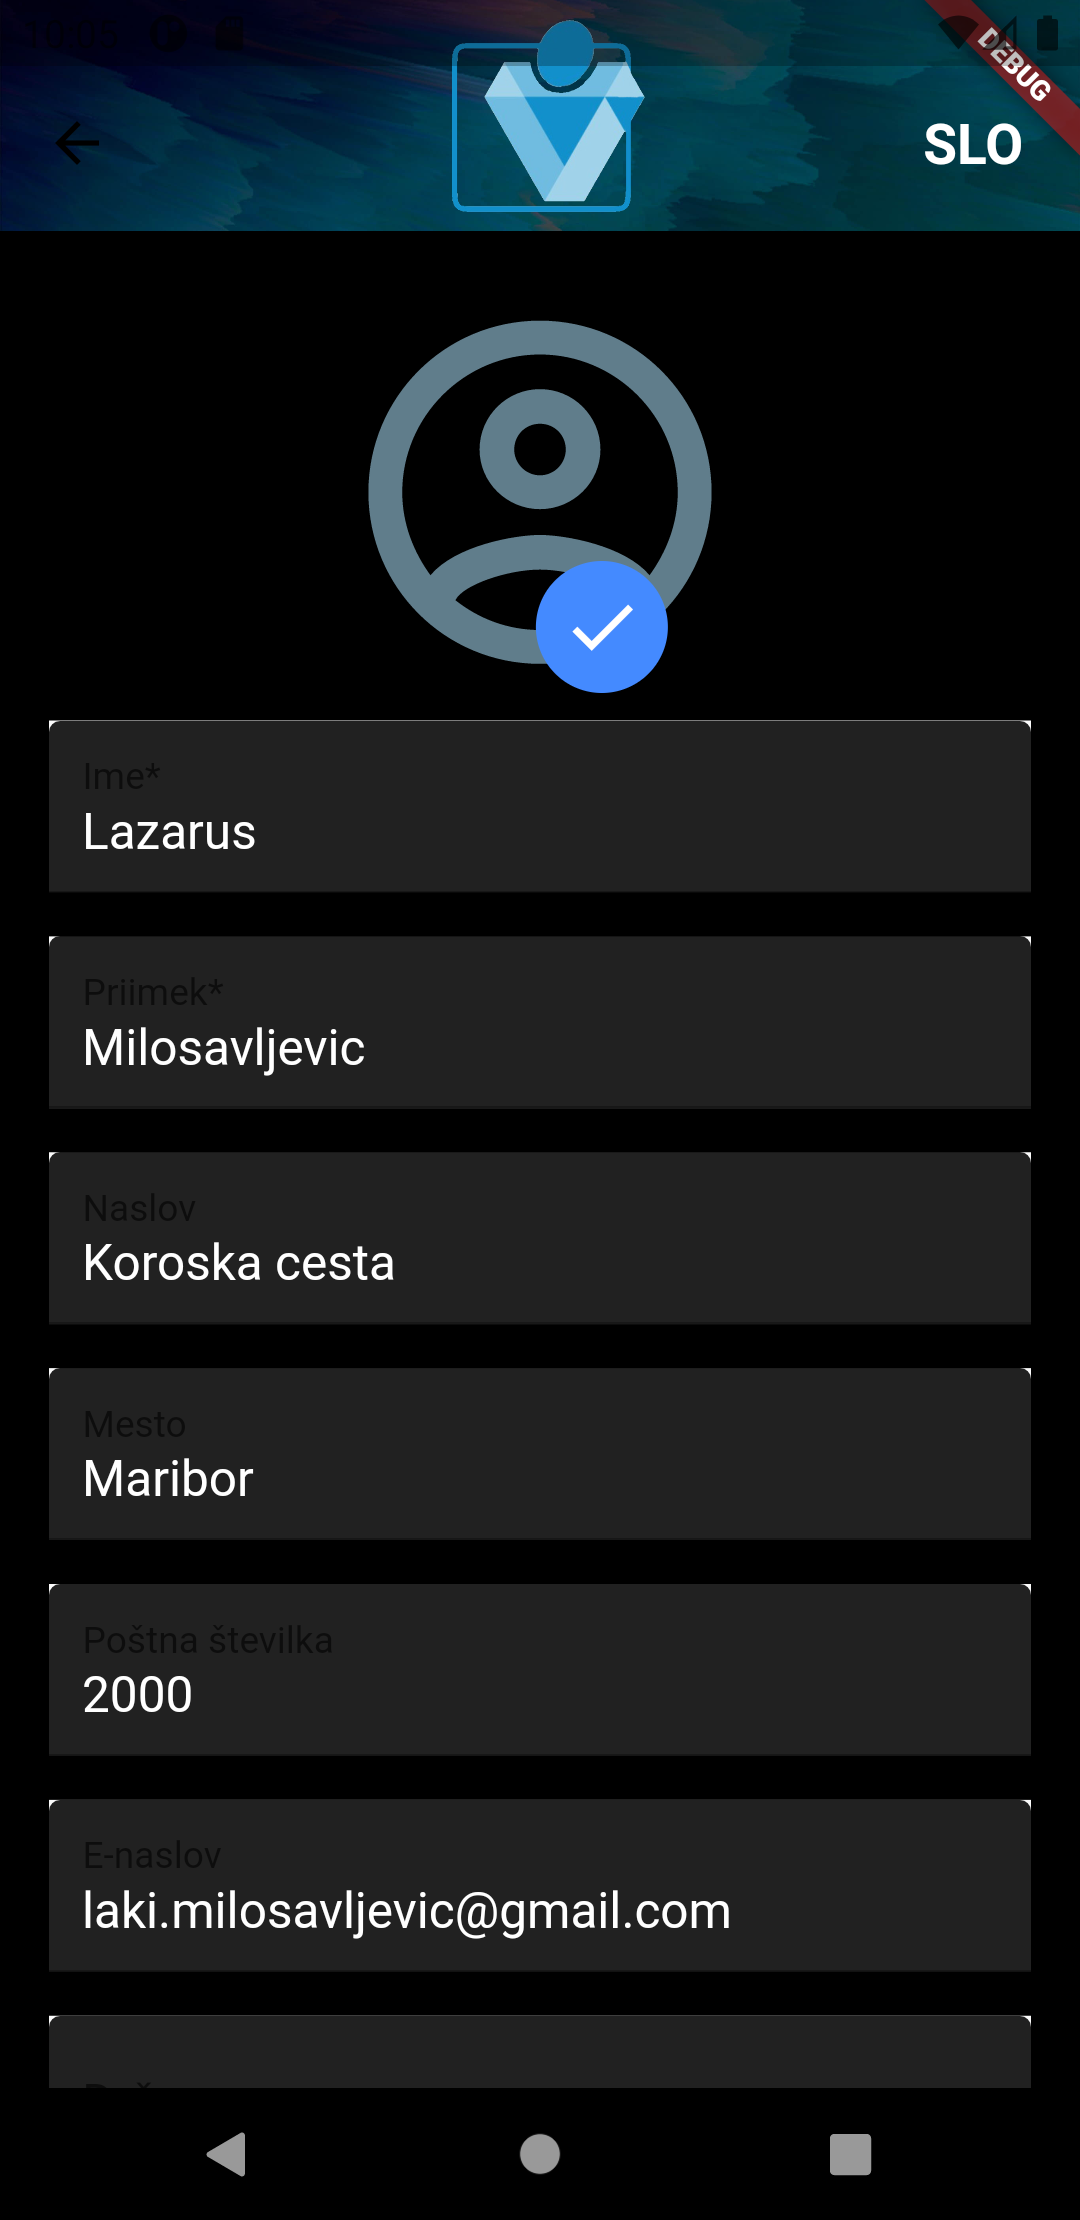 10:05
DEBUG
SLO
Ime*
Lazarus
Priimek*
Milosavljevic
Naslov
Koroska cesta
Mesto
Maribor
Poštna številka
2000
E-naslov
laki.milosavljevic@gmail.com